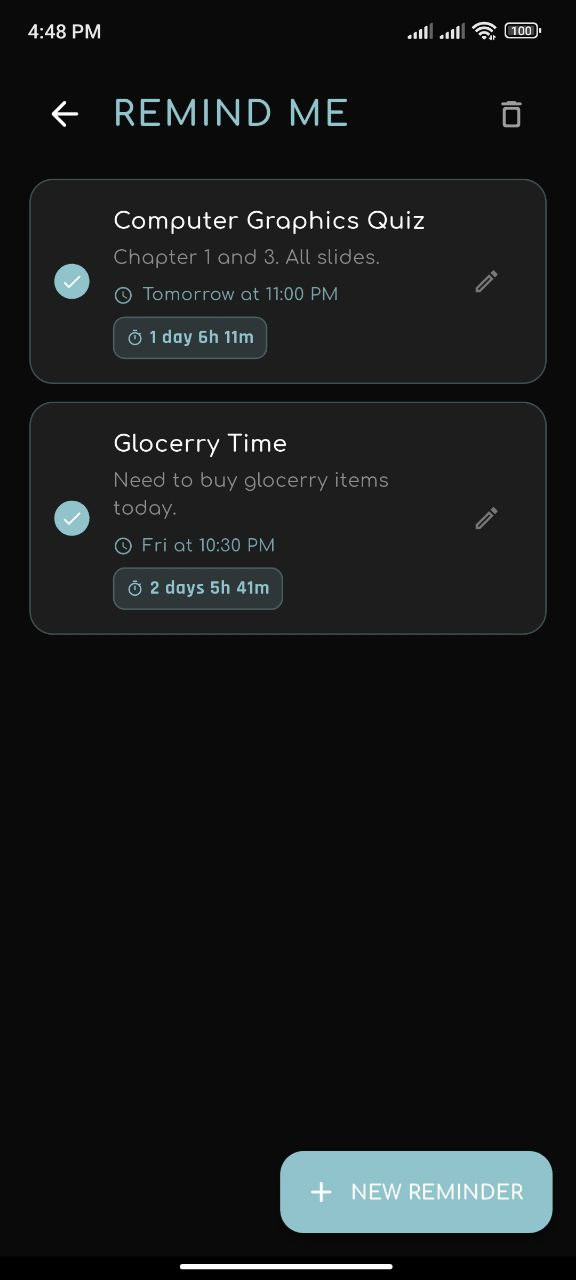 4:48 PM
100
REMIND ME
Computer Graphics Quiz
Chapter 1 and 3. All slides.
Tomorrow at 11:00 PM
1 day 6h 11m
Glocerry Time
Need to buy glocerry items
today.
Fri at 10:30 PM
2 days 5h 41m
NEW REMINDER